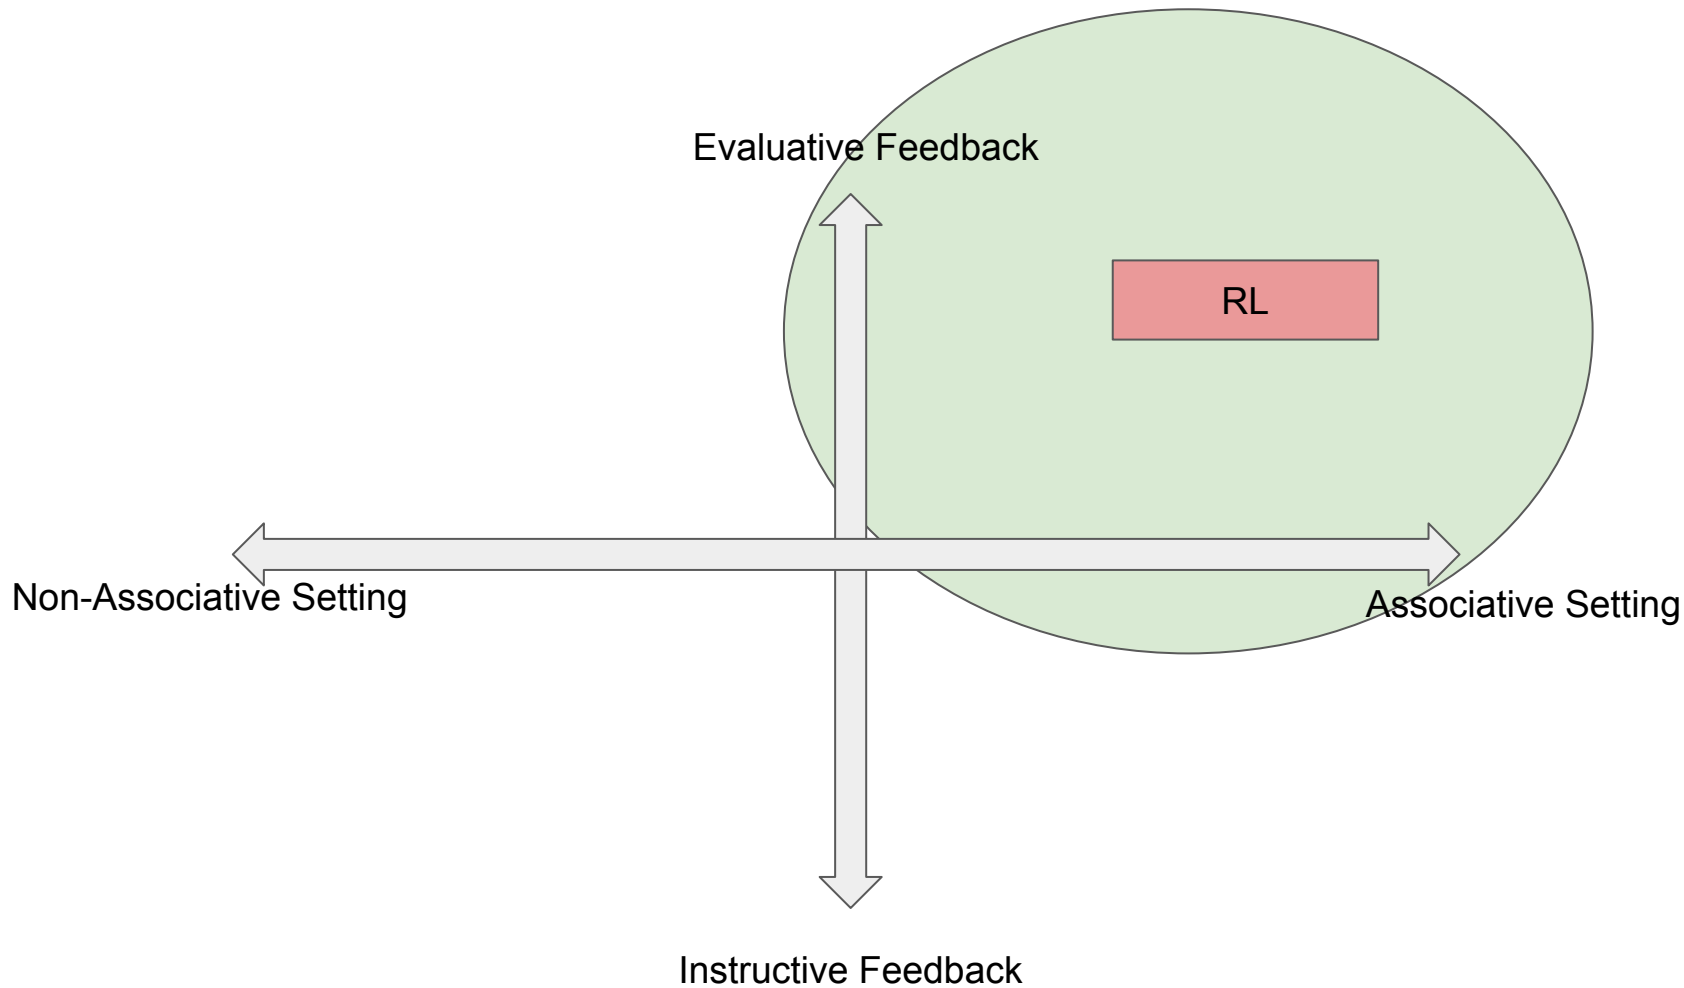 Evaluative Feedback
RL
Non-Associative Setting
Associative Setting
Instructive Feedback